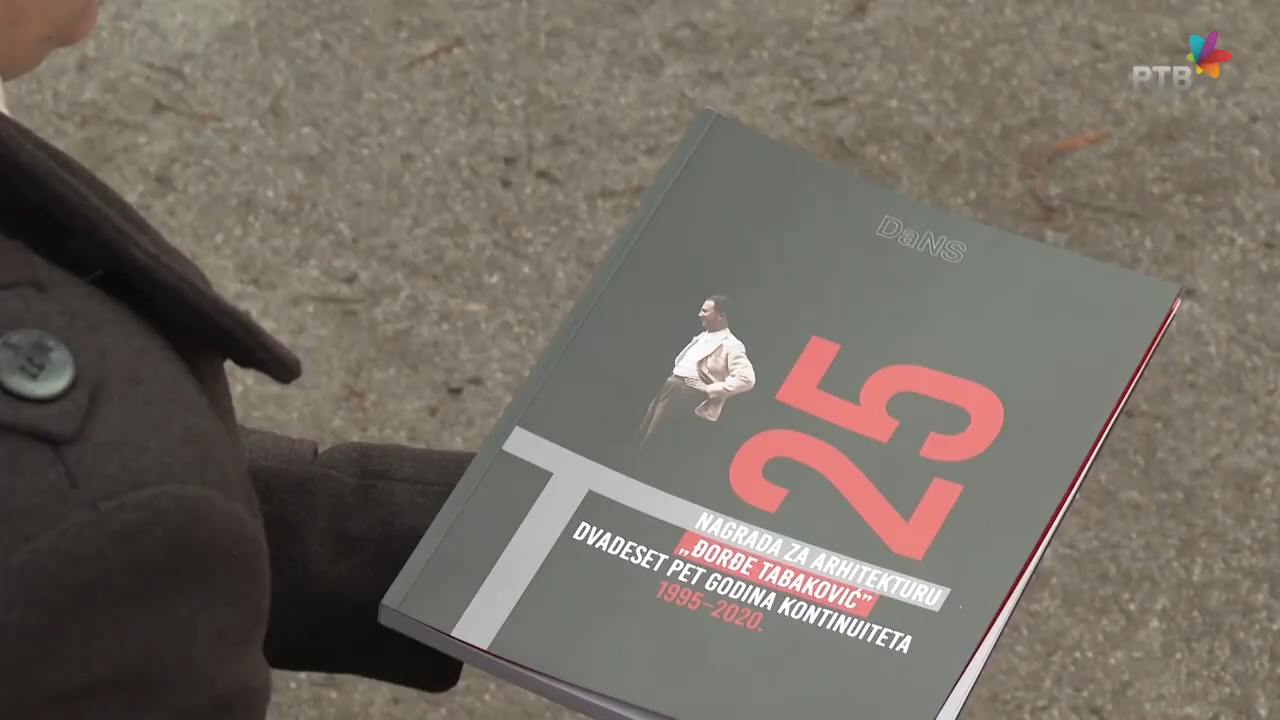 РТВ
DaNS
25
T
NAGRADA ZA ARHITEKTURU
„ĐORĐE TABAKOVIĆ”
DVADESET PET GODINA KONTINUITETA
1995–2020.